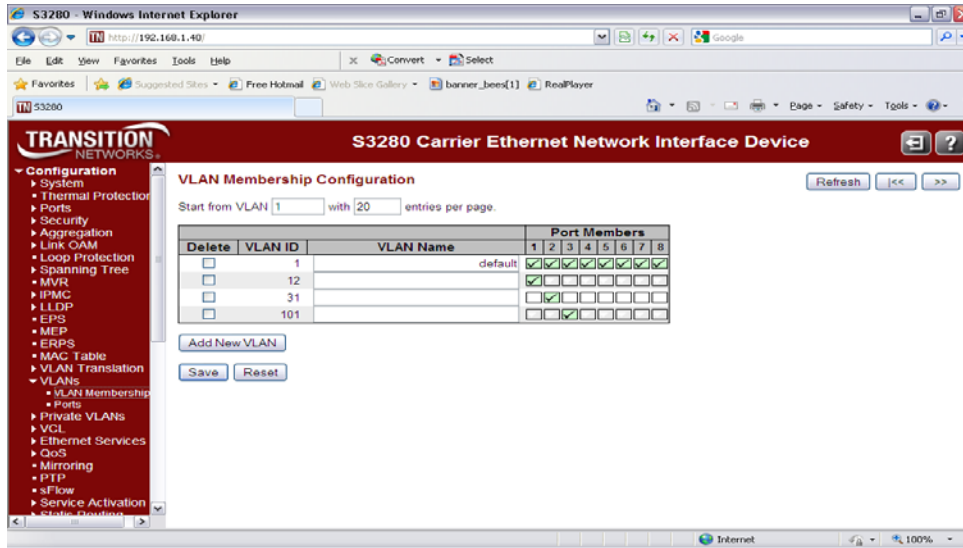 S3280 - Windows Internet Explorer
http://192.168.1.40/
Google
File Edit View Favorites Tools Help
Convert Select
Favorites Suggested Sites Free Hotmail Web Slice Gallery banner_bees[1] RealPlayer
S3280
Page Safety Tools
TRANSITION NETWORKS®
S3280 Carrier Ethernet Network Interface Device
Configuration
System
Thermal Protection
Ports
Security
Aggregation
Link OAM
Loop Protection
Spanning Tree
MVR
IPMC
LLDP
EPS
MEP
ERPS
MAC Table
VLAN Translation
VLANs
VLAN Membership
Ports
Private VLANs
VCL
Ethernet Services
QoS
Mirroring
PTP
sFlow
Service Activation
Static Routing
VLAN Membership Configuration
Refresh |<< >>
Start from VLAN 1 with 20 entries per page.
Port Members
Delete VLAN ID VLAN Name 1 2 3 4 5 6 7 8
1 default
12
31
101
Add New VLAN
Save Reset
Internet 100%